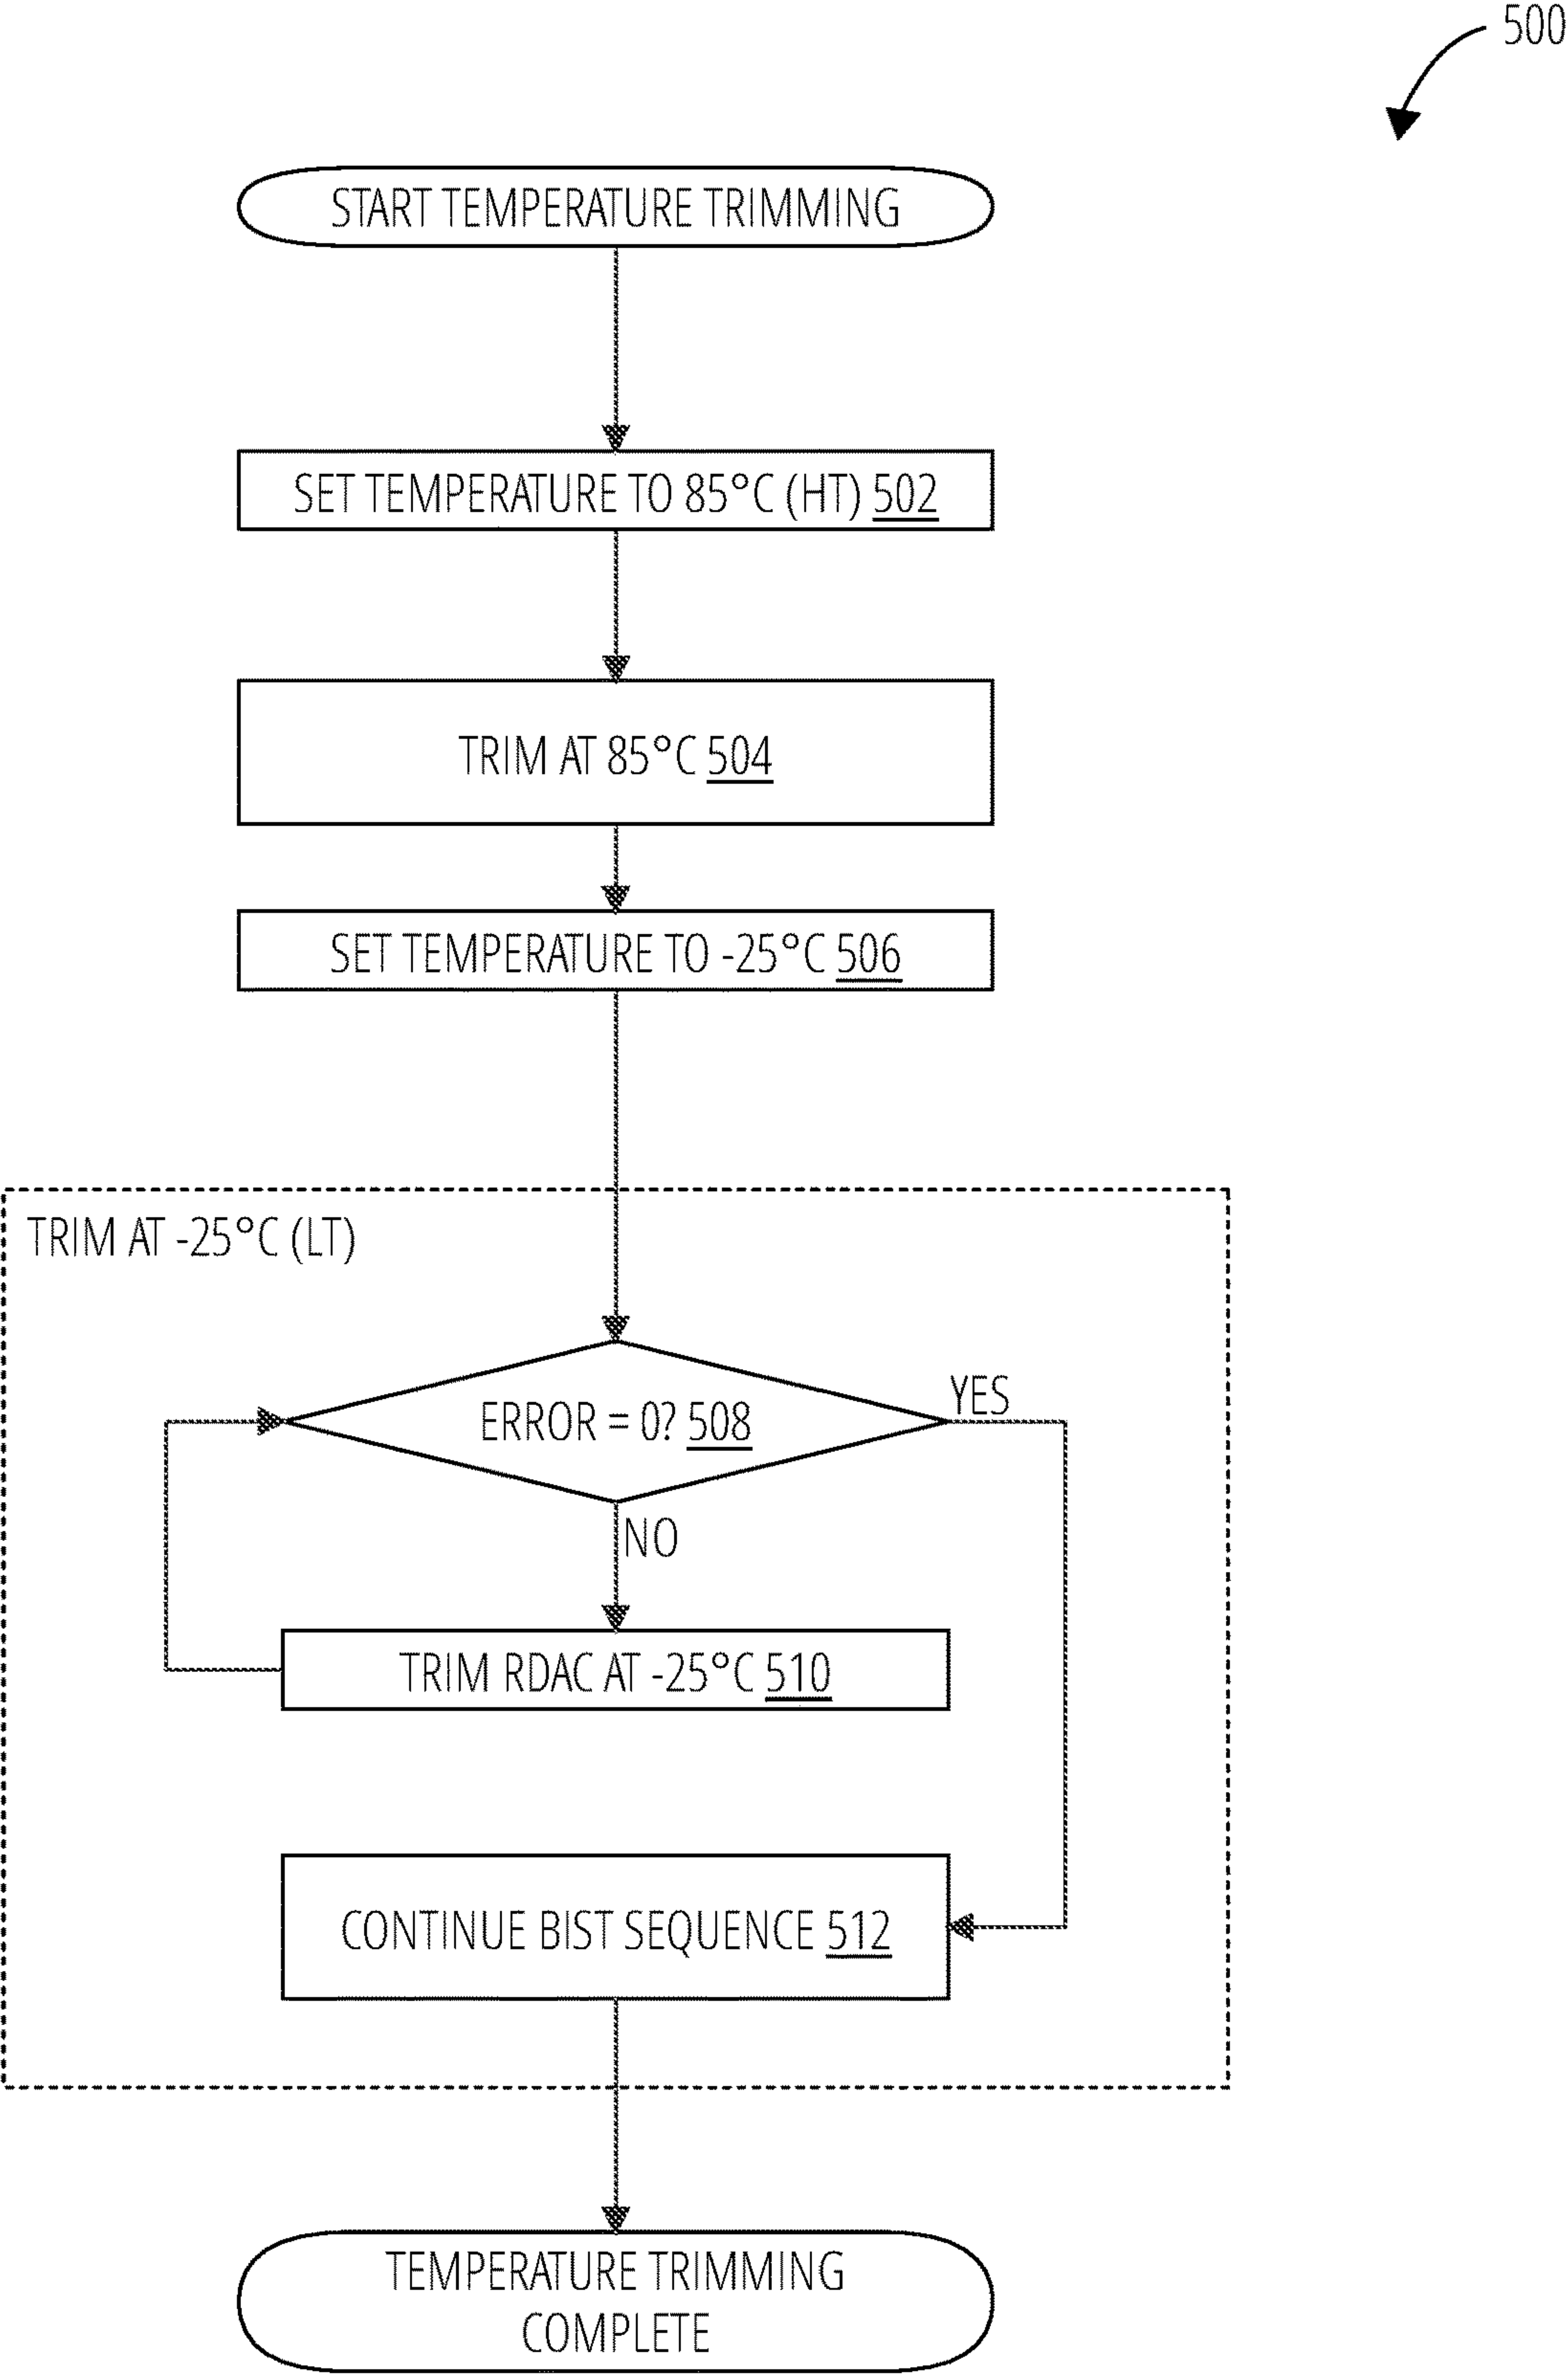 500
START TEMPERATURE TRIMMING
SET TEMPERATURE TO 85°C (HT) 502
TRIM AT 85°C 504
SET TEMPERATURE TO -25°C 506
TRIM AT -25°C (LT)
ERROR = 0? 508
YES
NO
TRIM RDAC AT -25°C 510
CONTINUE BIST SEQUENCE 512
TEMPERATURE TRIMMING
COMPLETE